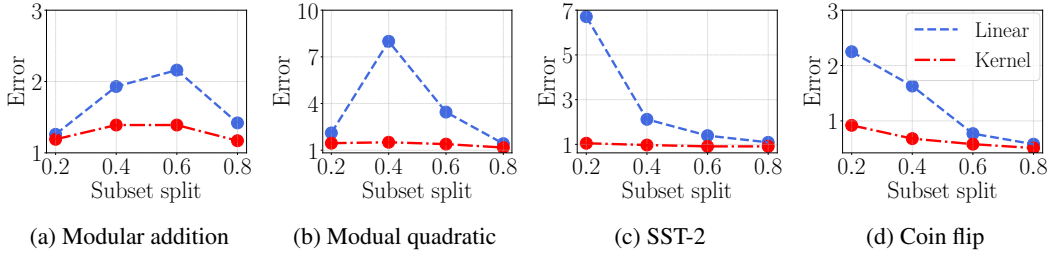 3
2
1
Error
0.2 0.4 0.6 0.8
Subset split
(a) Modular addition
10
7
4
1
Error
0.2 0.4 0.6 0.8
Subset split
(b) Modual quadratic
7
5
3
1
Error
0.2 0.4 0.6 0.8
Subset split
(c) SST-2
3
2
1
Error
Linear
Kernel
0.2 0.4 0.6 0.8
Subset split
(d) Coin flip